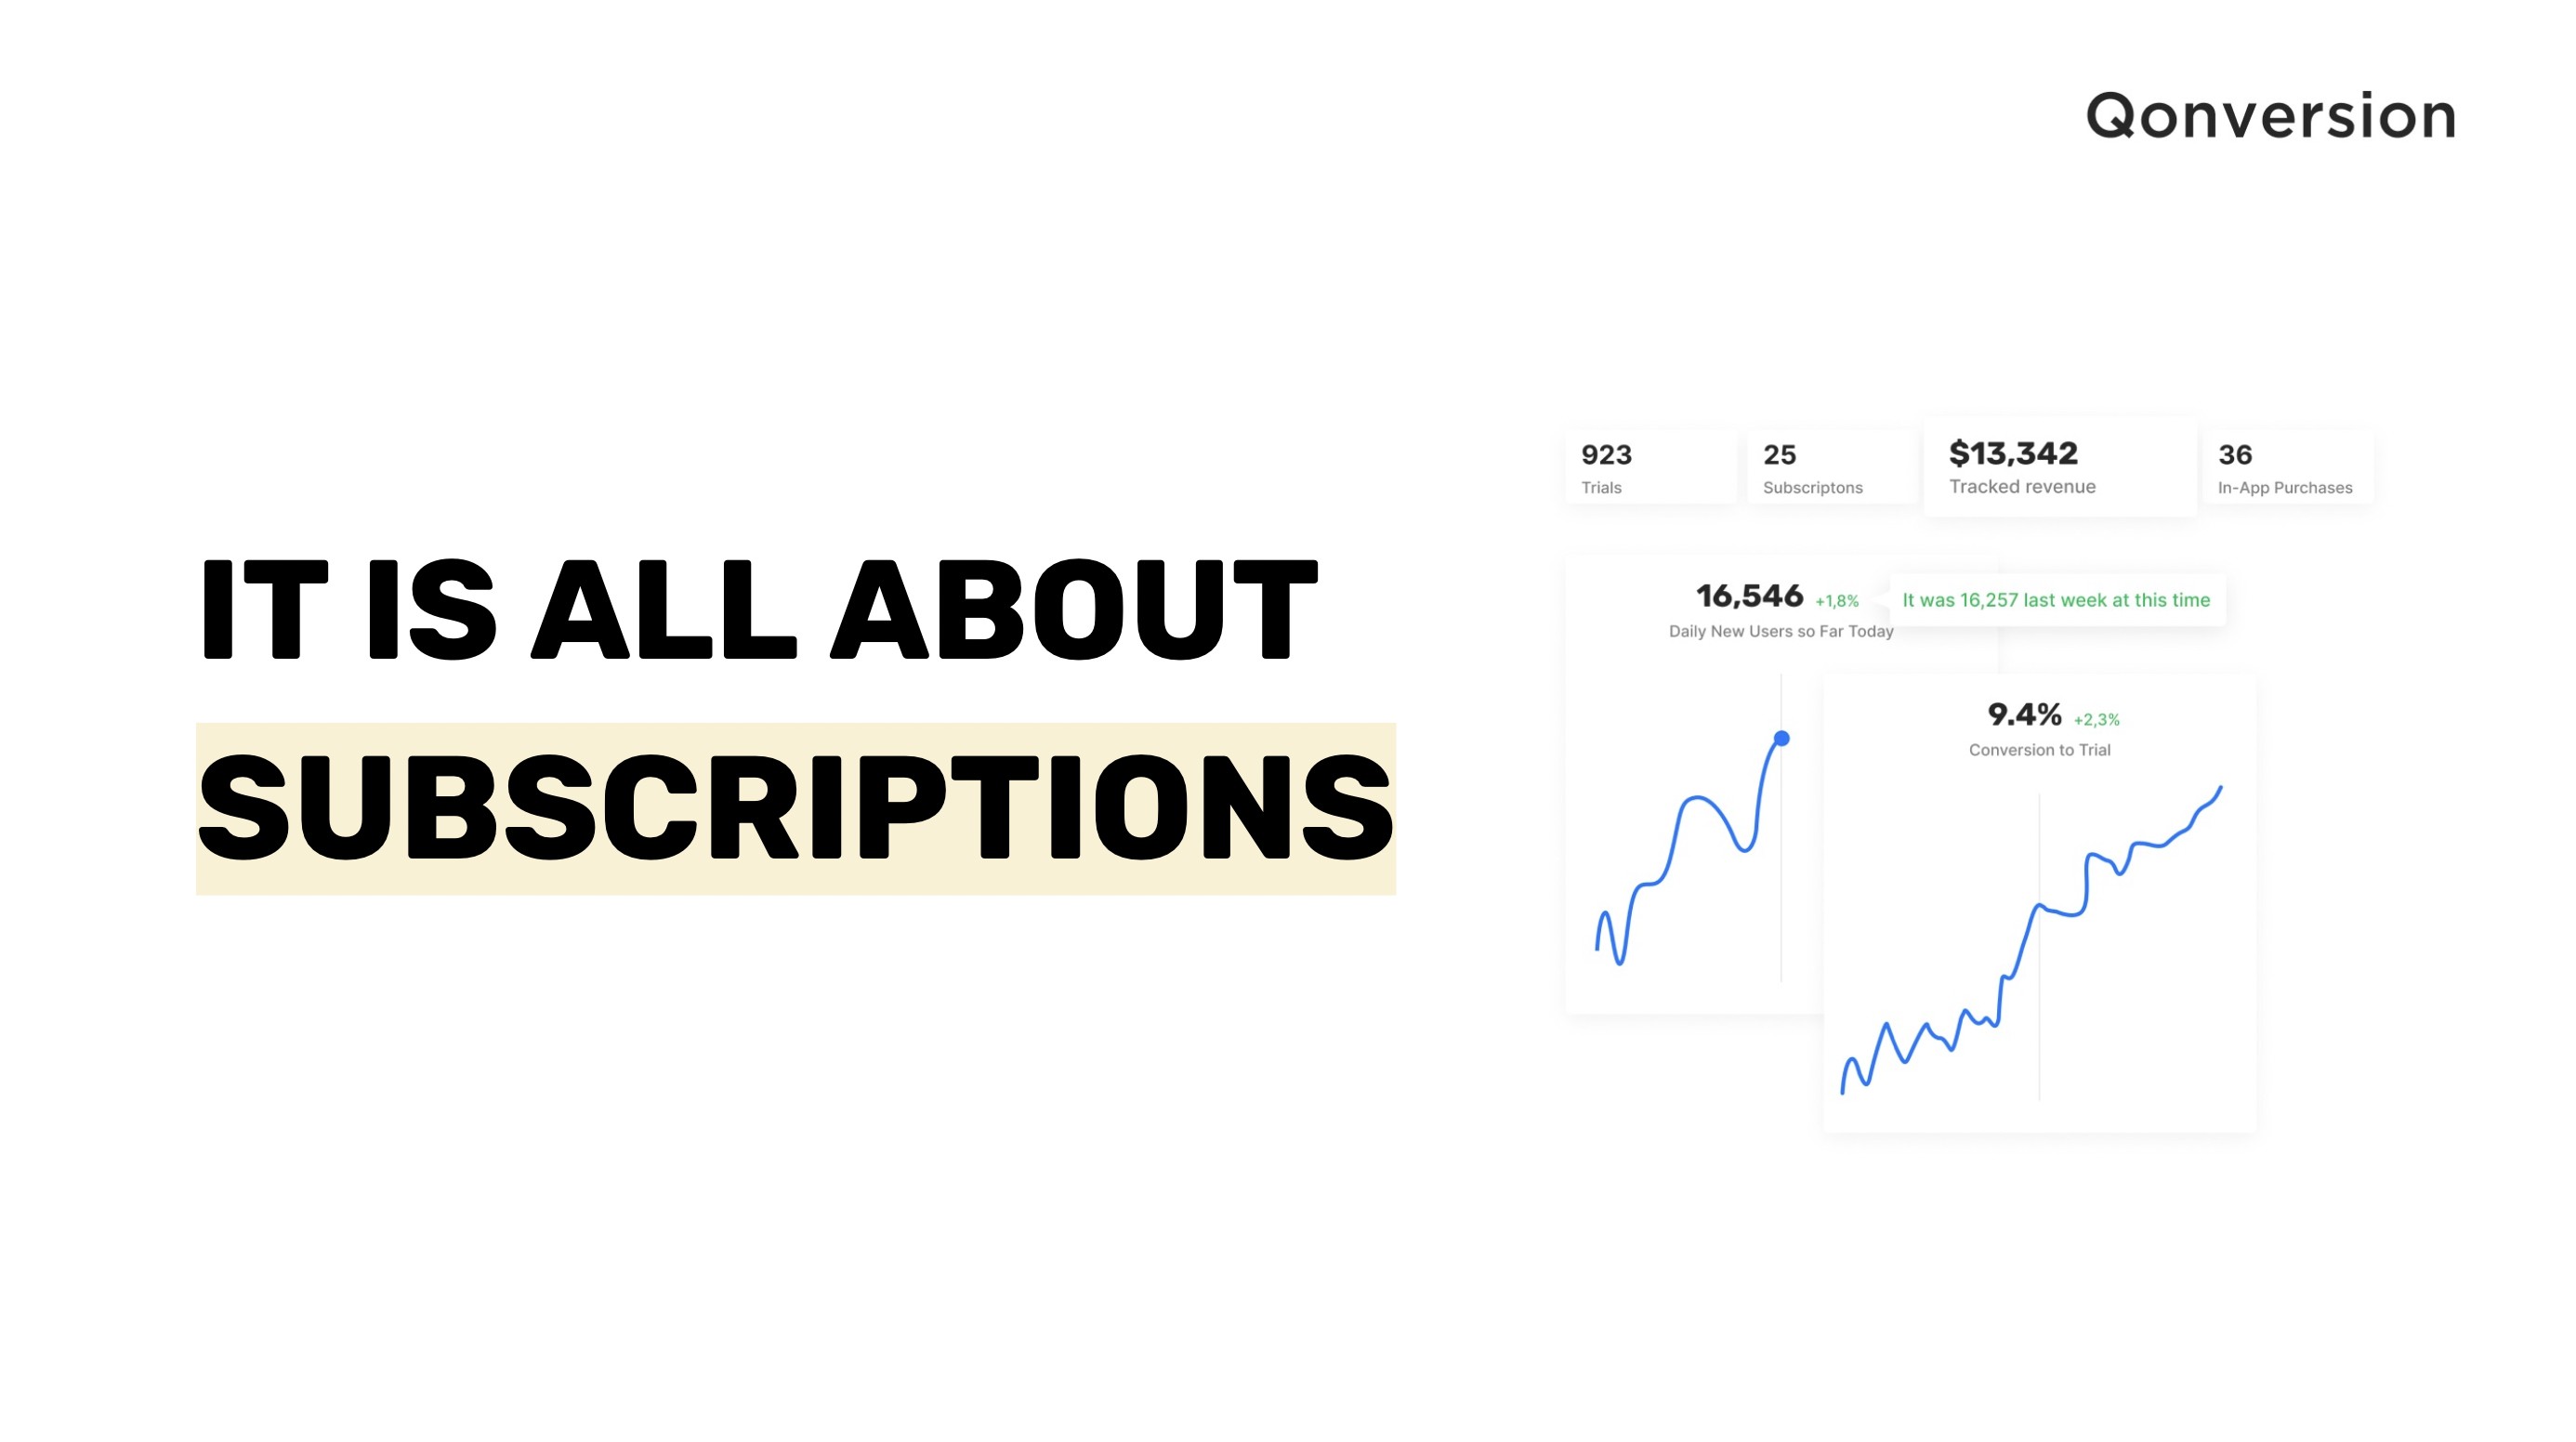 Qonversion
IT IS ALL ABOUT
SUBSCRIPTIONS
923
Trials
25
Subscriptons
$13,342
Tracked revenue
36
In-App Purchases
16,546 +1,8%
It was 16,257 last week at this time
Daily New Users so Far Today
9.4% +2,3%
Conversion to Trial